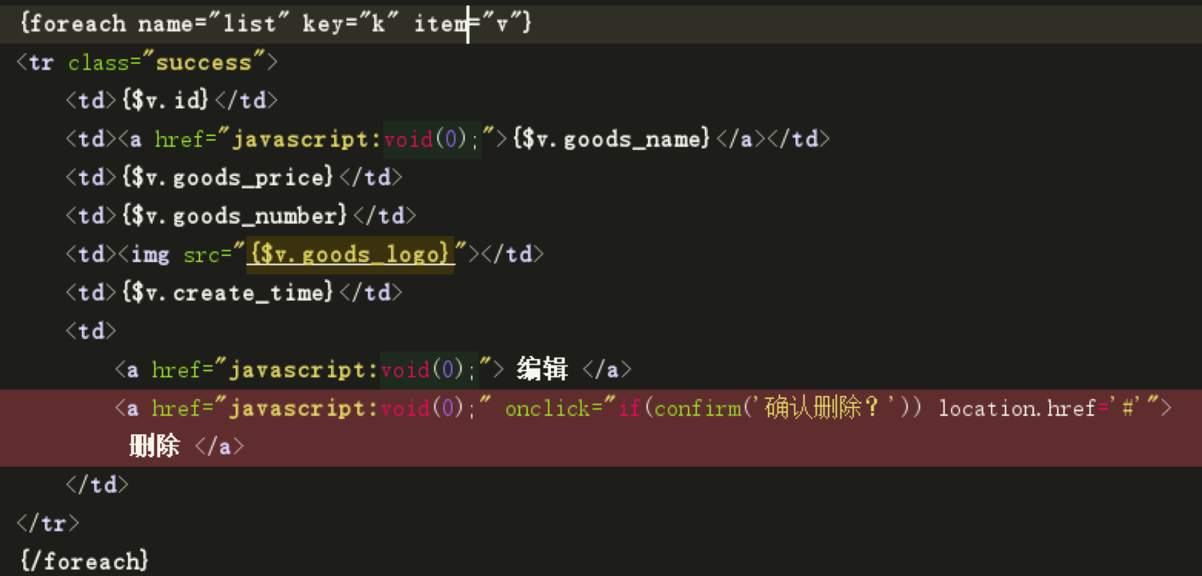 {foreach name="list" key="k" item="v"}
<tr class="success">
<td>{$v.id}</td>
<td><a href="javascript:void(0);">{$v.goods_name}</a></td>
<td>{$v.goods_price}</td>
<td>{$v.goods_number}</td>
<td><img src="{$v.goods_logo}"></td>
<td>{$v.create_time}</td>
<td>
<a href="javascript:void(0);"> 编辑 </a>
<a href="javascript:void(0);" onclick="if(confirm('确认删除？')) location.href='#'">
删除 </a>
</td>
</tr>
{/foreach}